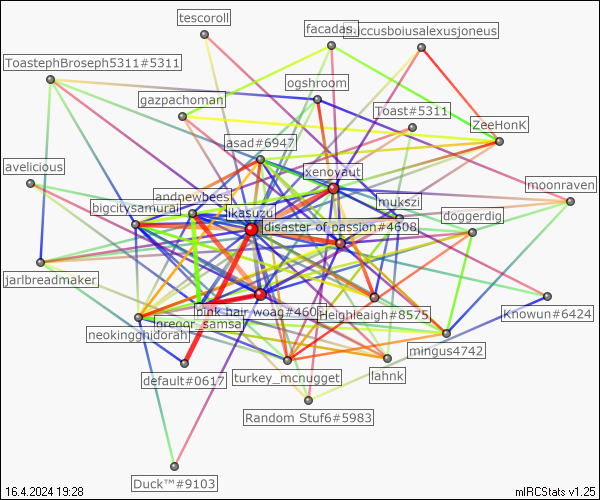 tescoroll
facadas.
uccusboiusalexusjoneus
ToastephBroseph5311#5311
ogshroom
gazpachoman
Toast#5311
ZeeHonK
asad#6947
avelicious
xenoyaut
moonraven
andnewbees
mukszi
bigcitysamurai
ikasuzu
doggerdig
disaster of passion#4608
jarlbreadmaker
Knowun#6424
pink hair woag#460
Heighleaigh#8575
gregor_samsa
neokingghidorah
mingus4742
default#0617
turkey_mcnugget
lahnk
Random Stuf6#5983
Duck™#9103
16.4.2024 19:28
mIRCStats v1.25